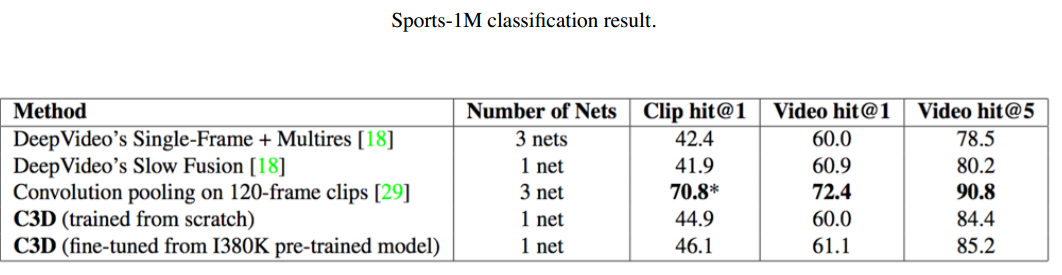 Sports-1M classification result.
Method Number of Nets Clip hit@1 Video hit@1 Video hit@5
DeepVideo's Single-Frame + Multires [18] 3 nets 42.4 60.0 78.5
DeepVideo's Slow Fusion [18] 1 net 41.9 60.9 80.2
Convolution pooling on 120-frame clips [29] 3 net 70.8* 72.4 90.8
C3D (trained from scratch) 1 net 44.9 60.0 84.4
C3D (fine-tuned from I380K pre-trained model) 1 net 46.1 61.1 85.2